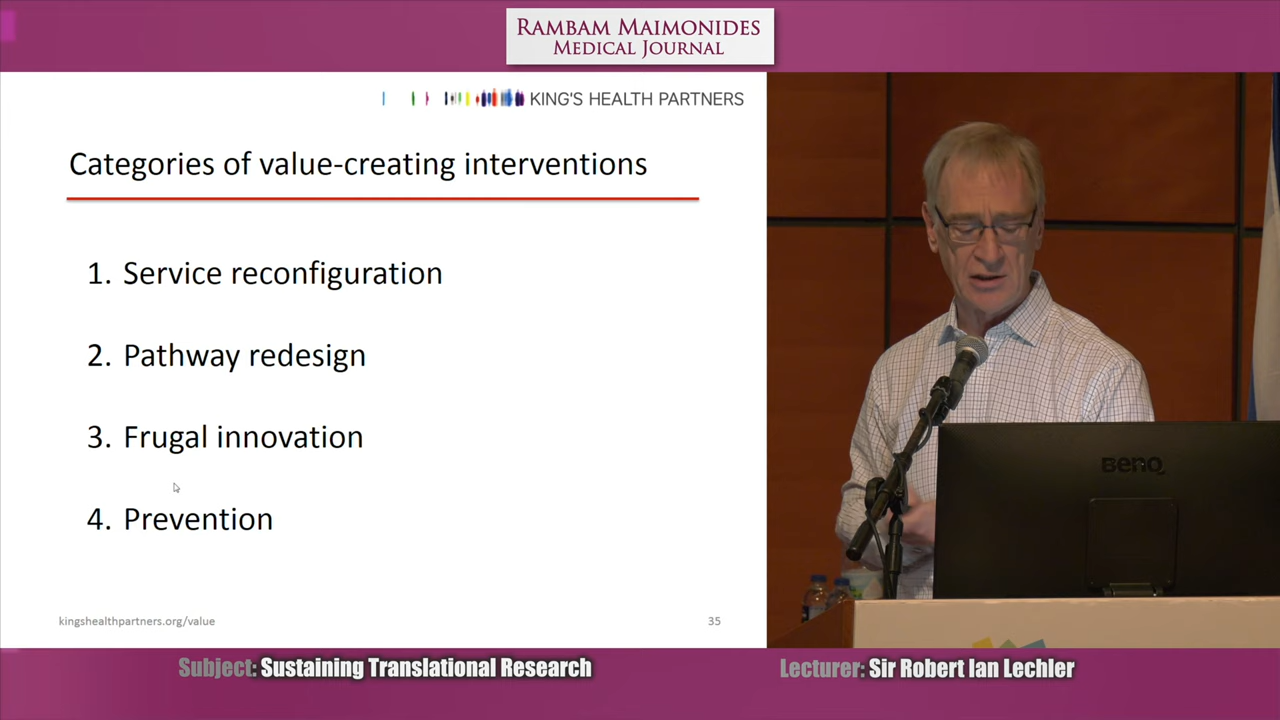 RAMBAM MAIMONIDES
MEDICAL JOURNAL
KING'S HEALTH PARTNERS
Categories of value-creating interventions
1. Service reconfiguration
2. Pathway redesign
3. Frugal innovation
4. Prevention
kingshealthpartners.org/value
35
BenQ
Subject: Sustaining Translational Research
Lecturer: Sir Robert Ian Lechler